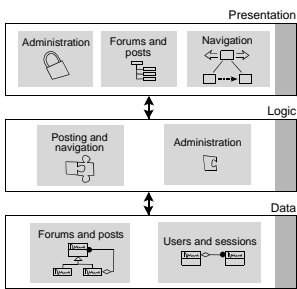 Presentation
Administration
Forums and
posts
Navigation
Logic
Posting and
navigation
Administration
Data
Forums and posts
Users and sessions